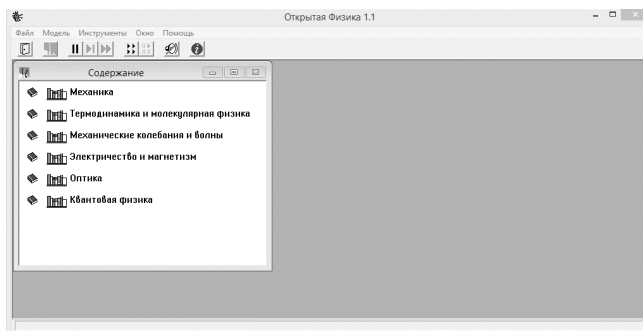 Открытая Физика 1.1
Файл Модель Инструменты Окно Помощь
Содержание
Механика
Термодинамика и молекулярная физика
Механические колебания и волны
Электричество и магнетизм
Оптика
Квантовая физика